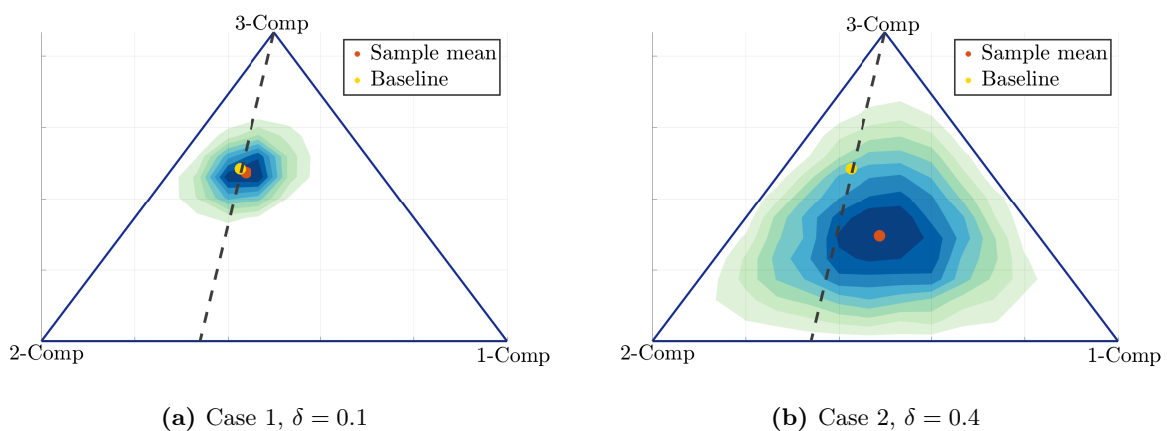 3-Comp
Sample mean
Baseline
2-Comp
1-Comp
(a) Case 1, δ = 0.1
3-Comp
Sample mean
Baseline
2-Comp
1-Comp
(b) Case 2, δ = 0.4